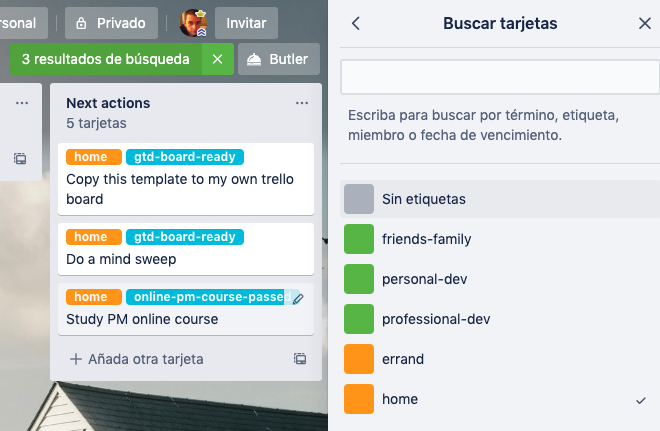 rsonal
Privado
Invitar
3 resultados de búsqueda
Butler
Next actions
5 tarjetas
home gtd-board-ready
Copy this template to my own trello
board
home gtd-board-ready
Do a mind sweep
home online-pm-course-passed
Study PM online course
Añada otra tarjeta
Buscar tarjetas
Escriba para buscar por término, etiqueta,
miembro o fecha de vencimiento.
Sin etiquetas
friends-family
personal-dev
professional-dev
errand
home